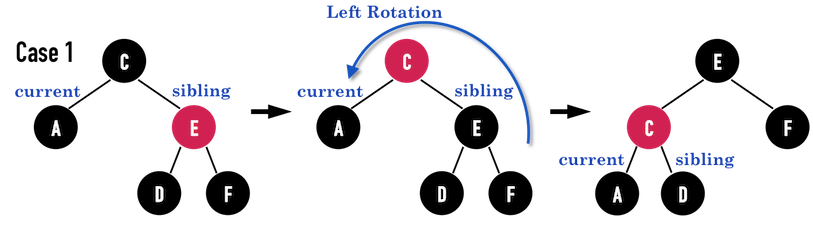 Left Rotation
Case 1
C
current sibling
A E
D F
C
current sibling
A E
D F
E
C F
current sibling
A D